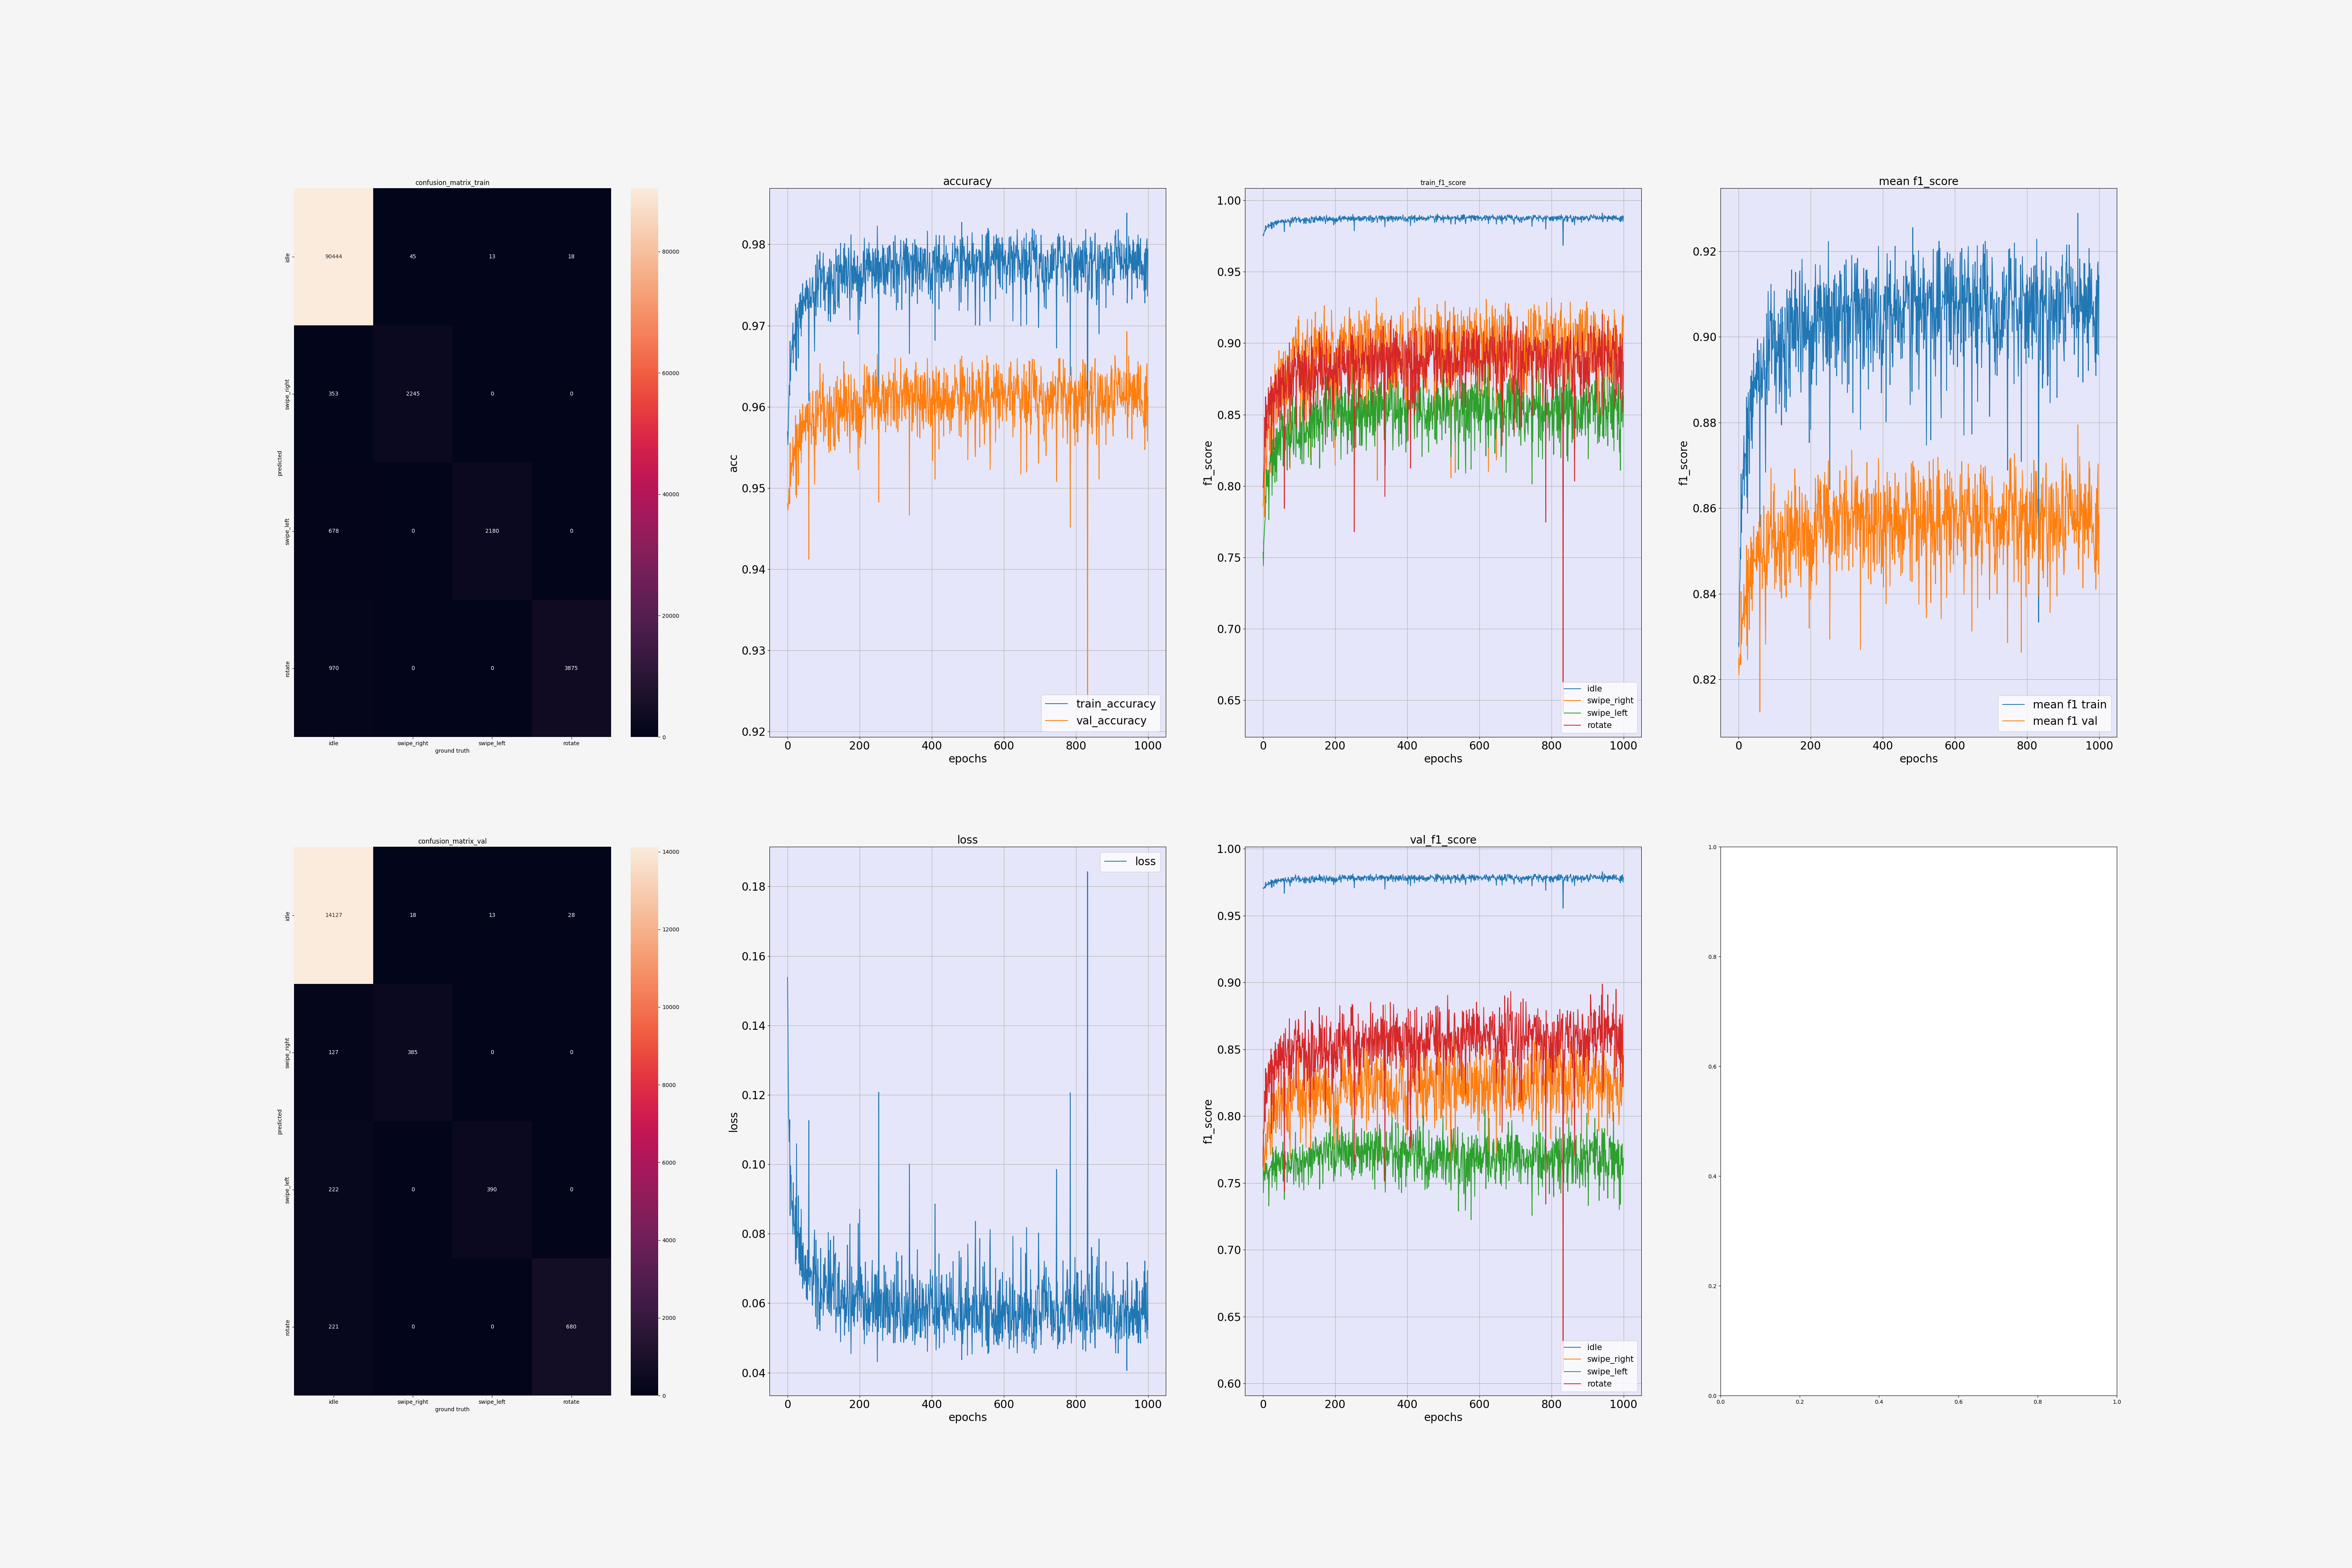 confusion_matrix_train
idle
swipe_right
swipe_left
rotate
predicted
90444 45 13 18
353 2245 0 0
678 0 2180 0
970 0 0 3875
idle swipe_right swipe_left rotate
ground truth
80000
60000
40000
20000
0
accuracy
acc
0.98
0.97
0.96
0.95
0.94
0.93
0.92
train_accuracy
val_accuracy
0 200 400 600 800 1000
epochs
train_f1_score
f1_score
1.00
0.95
0.90
0.85
0.80
0.75
0.70
0.65
idle
swipe_right
swipe_left
rotate
0 200 400 600 800 1000
epochs
mean f1_score
f1_score
0.92
0.90
0.88
0.86
0.84
0.82
mean f1 train
mean f1 val
0 200 400 600 800 1000
epochs
confusion_matrix_val
idle
swipe_right
swipe_left
rotate
predicted
14127 18 13 28
127 385 0 0
222 0 390 0
221 0 0 680
idle swipe_right swipe_left rotate
ground truth
14000
12000
10000
8000
6000
4000
2000
0
loss
loss
loss
0.18
0.16
0.14
0.12
0.10
0.08
0.06
0.04
0 200 400 600 800 1000
epochs
val_f1_score
f1_score
1.00
0.95
0.90
0.85
0.80
0.75
0.70
0.65
0.60
idle
swipe_right
swipe_left
rotate
0 200 400 600 800 1000
epochs
1.0
0.8
0.6
0.4
0.2
0.0
0.0 0.2 0.4 0.6 0.8 1.0